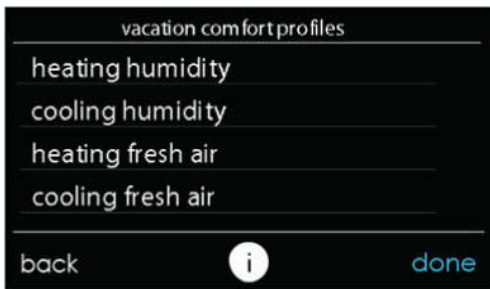 vacation comfort profiles
heating humidity
cooling humidity
heating fresh air
cooling fresh air
back i done